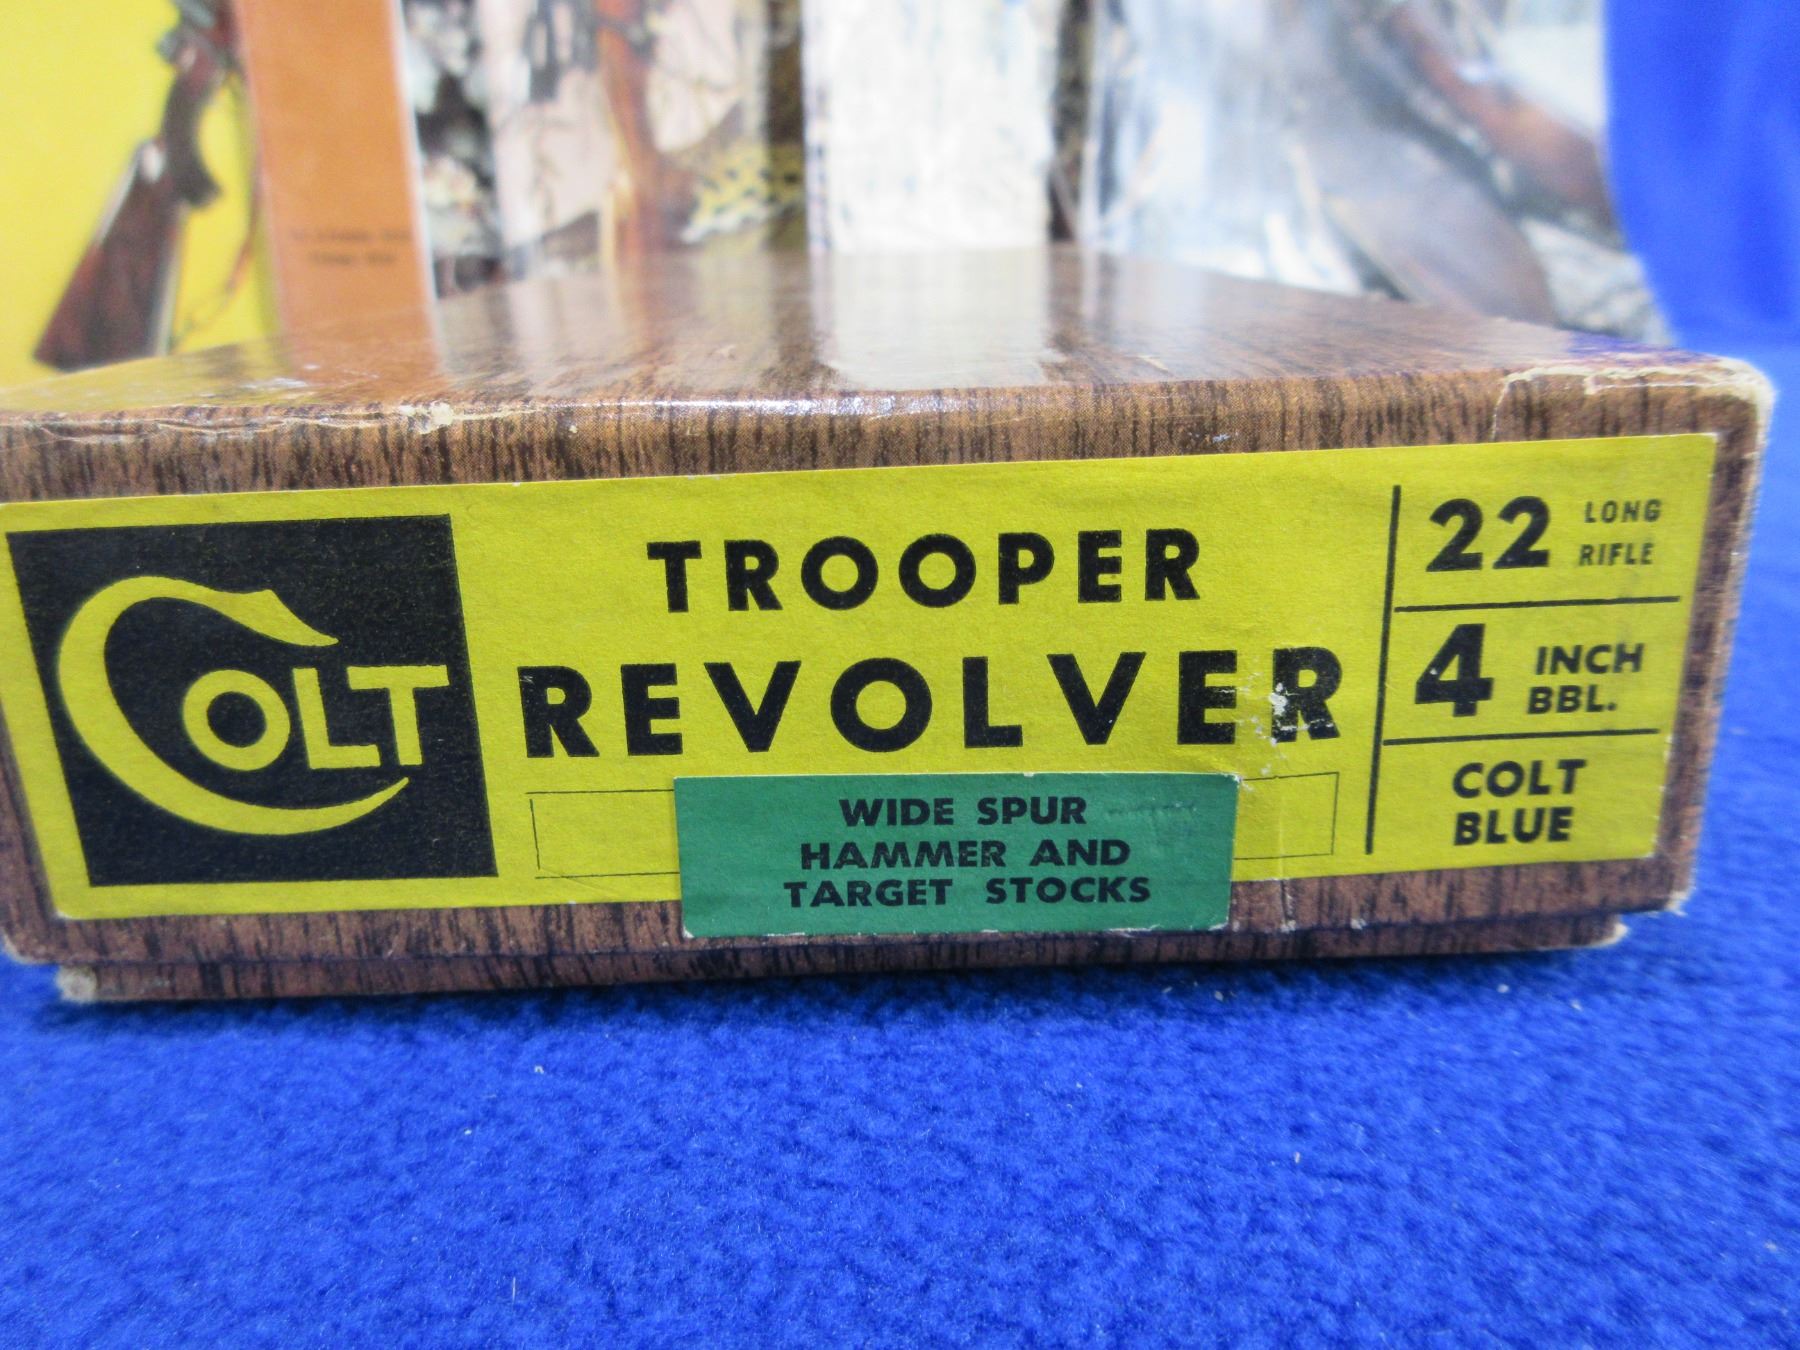 COLT
TROOPER
REVOLVER
WIDE SPUR
HAMMER AND
TARGET STOCKS
22 LONG RIFLE
4 INCH BBL.
COLT
BLUE